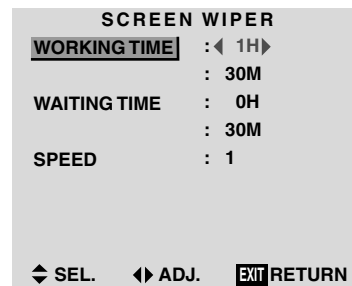 SCREEN WIPER
WORKING TIME : ◀ 1H▶
: 30M
WAITING TIME : 0H
: 30M
SPEED : 1
▲▼ SEL. ◀▶ ADJ. EXIT RETURN